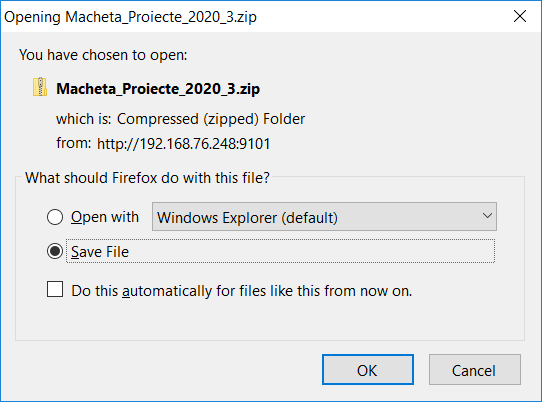 Opening Macheta_Proiecte_2020_3.zip
You have chosen to open:
Macheta_Proiecte_2020_3.zip
which is: Compressed (zipped) Folder
from: http://192.168.76.248:9101
What should Firefox do with this file?
Open with Windows Explorer (default)
Save File
Do this automatically for files like this from now on.
OK Cancel